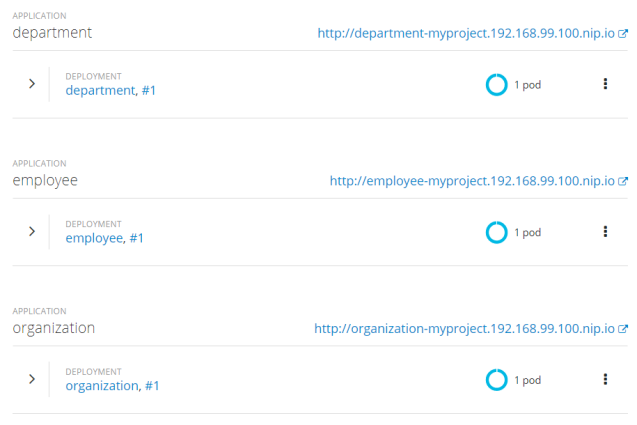 APPLICATION
department
http://department-myproject.192.168.99.100.nip.io
DEPLOYMENT
department, #1
1 pod
APPLICATION
employee
http://employee-myproject.192.168.99.100.nip.io
DEPLOYMENT
employee, #1
1 pod
APPLICATION
organization
http://organization-myproject.192.168.99.100.nip.io
DEPLOYMENT
organization, #1
1 pod